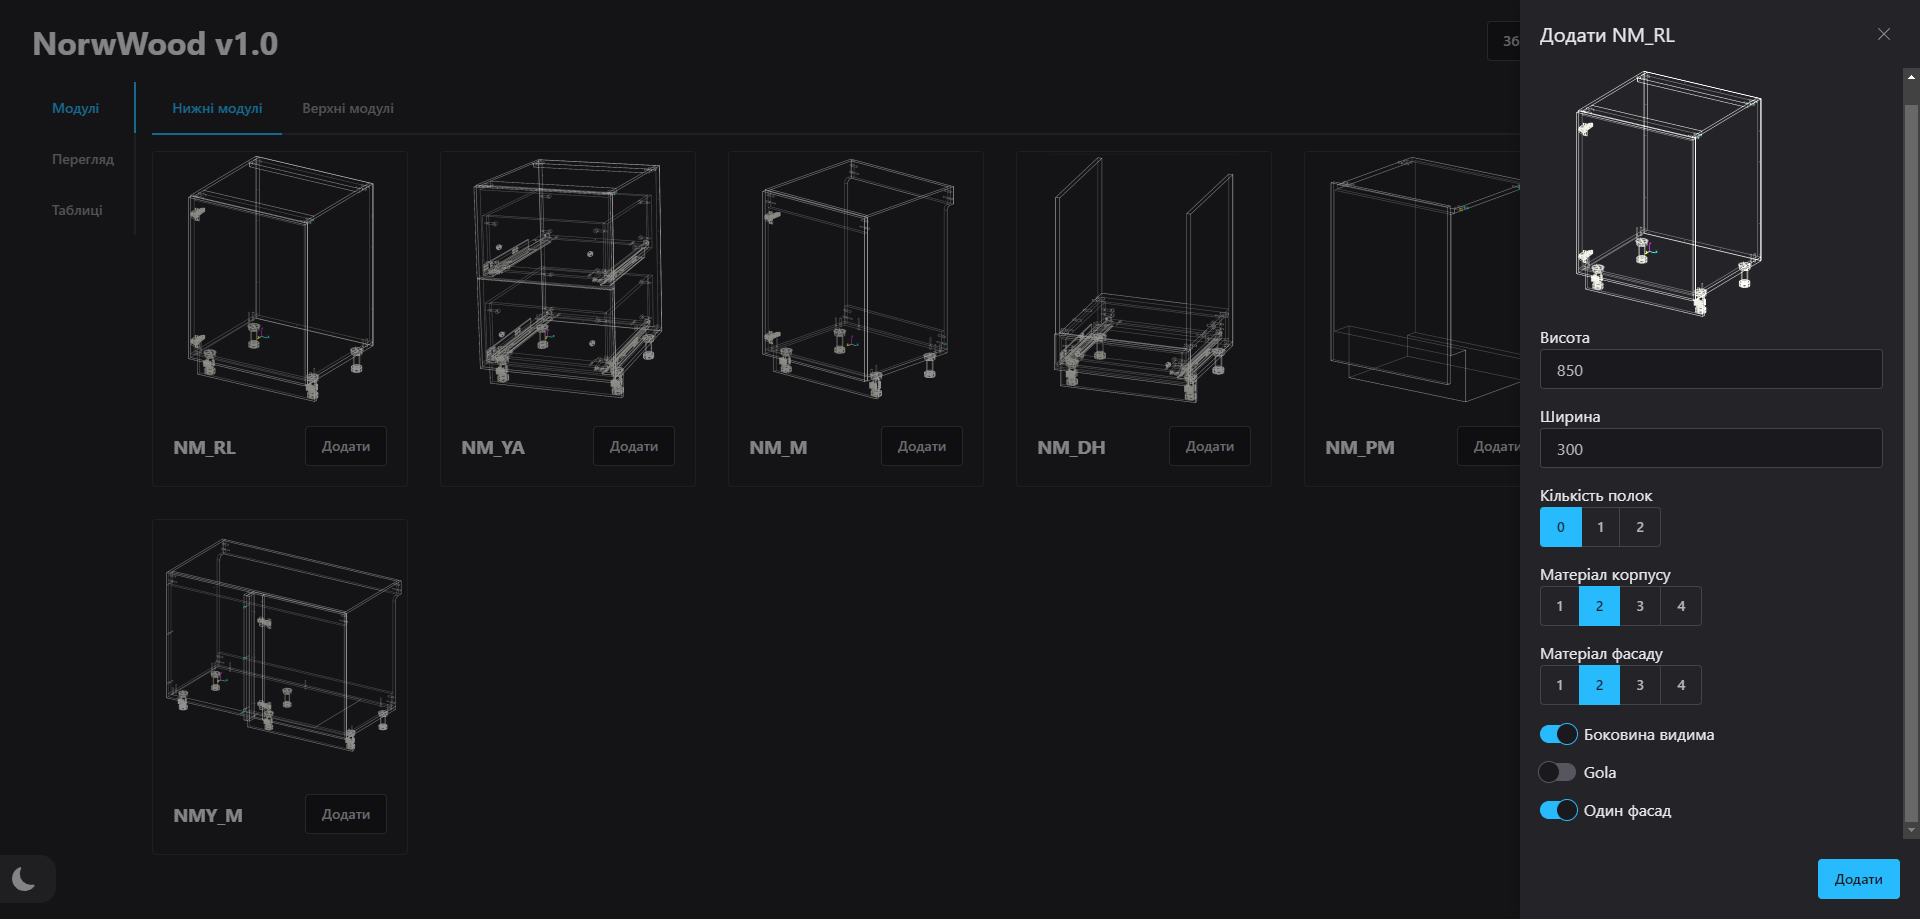 NorwWood v1.0
Модулі
Перегляд
Таблиці
Нижні модулі
Верхні модулі
NM_RL
Додати
NM_YA
Додати
NM_M
Додати
NM_DH
Додати
NM_PM
Додати
NMY_M
Додати
Додати NM_RL
Висота
850
Ширина
300
Кількість полок
0 1 2
Матеріал корпусу
1 2 3 4
Матеріал фасаду
1 2 3 4
Боковина видима
Gola
Один фасад
Додати